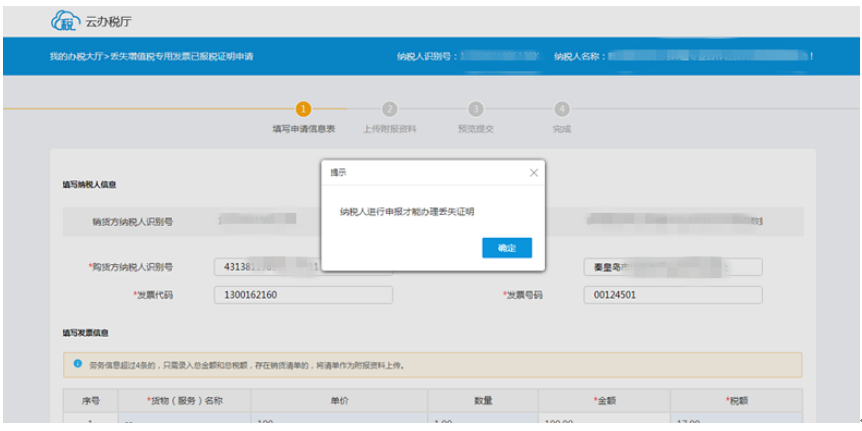 云办税厅
我的办税大厅>丢失增值税专用发票已报税证明申请 纳税人识别号： 纳税人名称：
1 2 3 4
填写申请信息表 上传附报资料 预览提交 完成
提示
纳税人进行申报才能办理丢失证明
确定
填写纳税人信息
销货方纳税人识别号
*购货方纳税人识别号 43138 秦皇岛市
*发票代码 1300162160 *发票号码 00124501
填写发票信息
劳务信息超过4条的，只需录入总金额和总税额，存在销货清单的，将清单作为附报资料上传。
序号 *货物（服务）名称 单价 数量 *金额 *税额
1 100 1.00 100.00 17.00